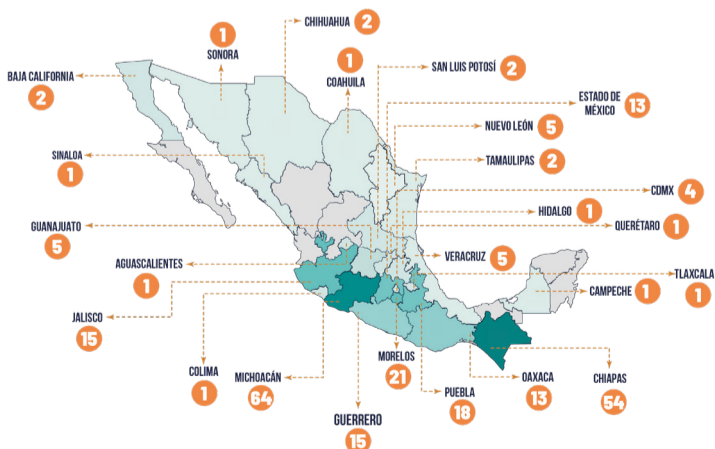 CHIHUAHUA 2
1
SONORA
1
COAHUILA
SAN LUIS POTOSÍ 2
BAJA CALIFORNIA
2
ESTADO DE
MÉXICO 13
NUEVO LEÓN 5
SINALOA
1
TAMAULIPAS 2
CDMX 4
HIDALGO 1
GUANAJUATO
5
QUERÉTARO 1
VERACRUZ 5
AGUASCALIENTES
1
TLAXCALA
1
CAMPECHE 1
JALISCO
15
COLIMA
1
MICHOACÁN
64
GUERRERO
15
MORELOS
21
PUEBLA
18
OAXACA
13
CHIAPAS
54